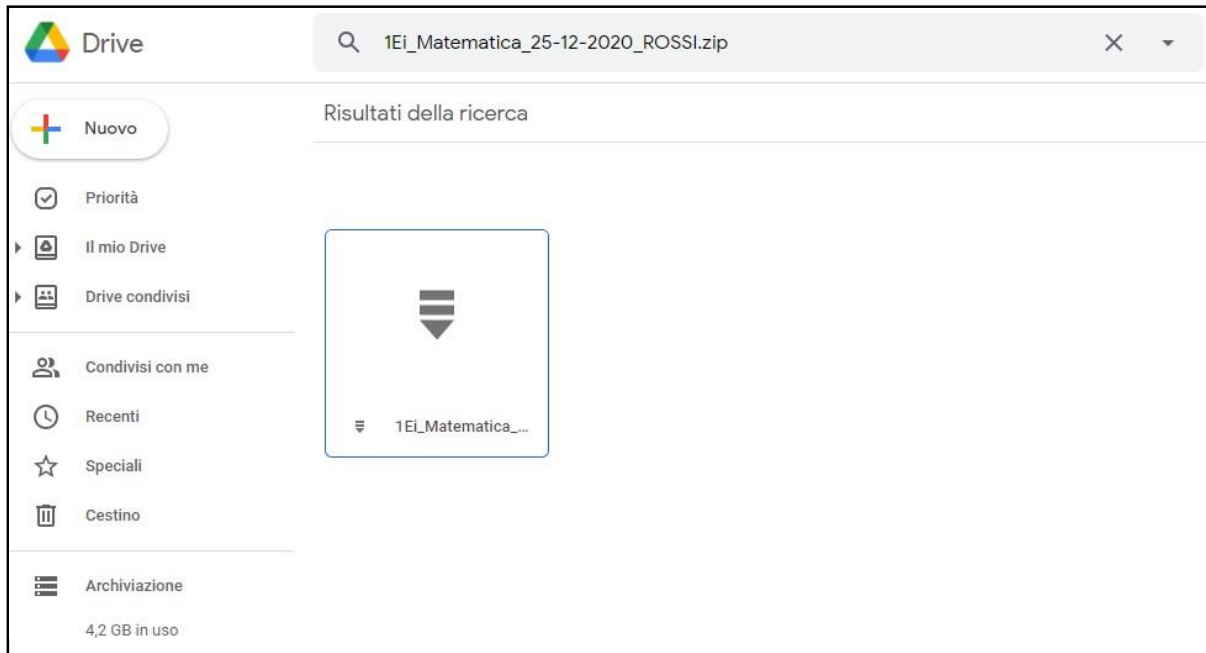 Drive
1Ei_Matematica_25-12-2020_ROSSI.zip
Nuovo
Risultati della ricerca
Priorità
Il mio Drive
Drive condivisi
Condivisi con me
Recenti
Speciali
Cestino
Archiviazione
4,2 GB in uso
1Ei_Matematica_...